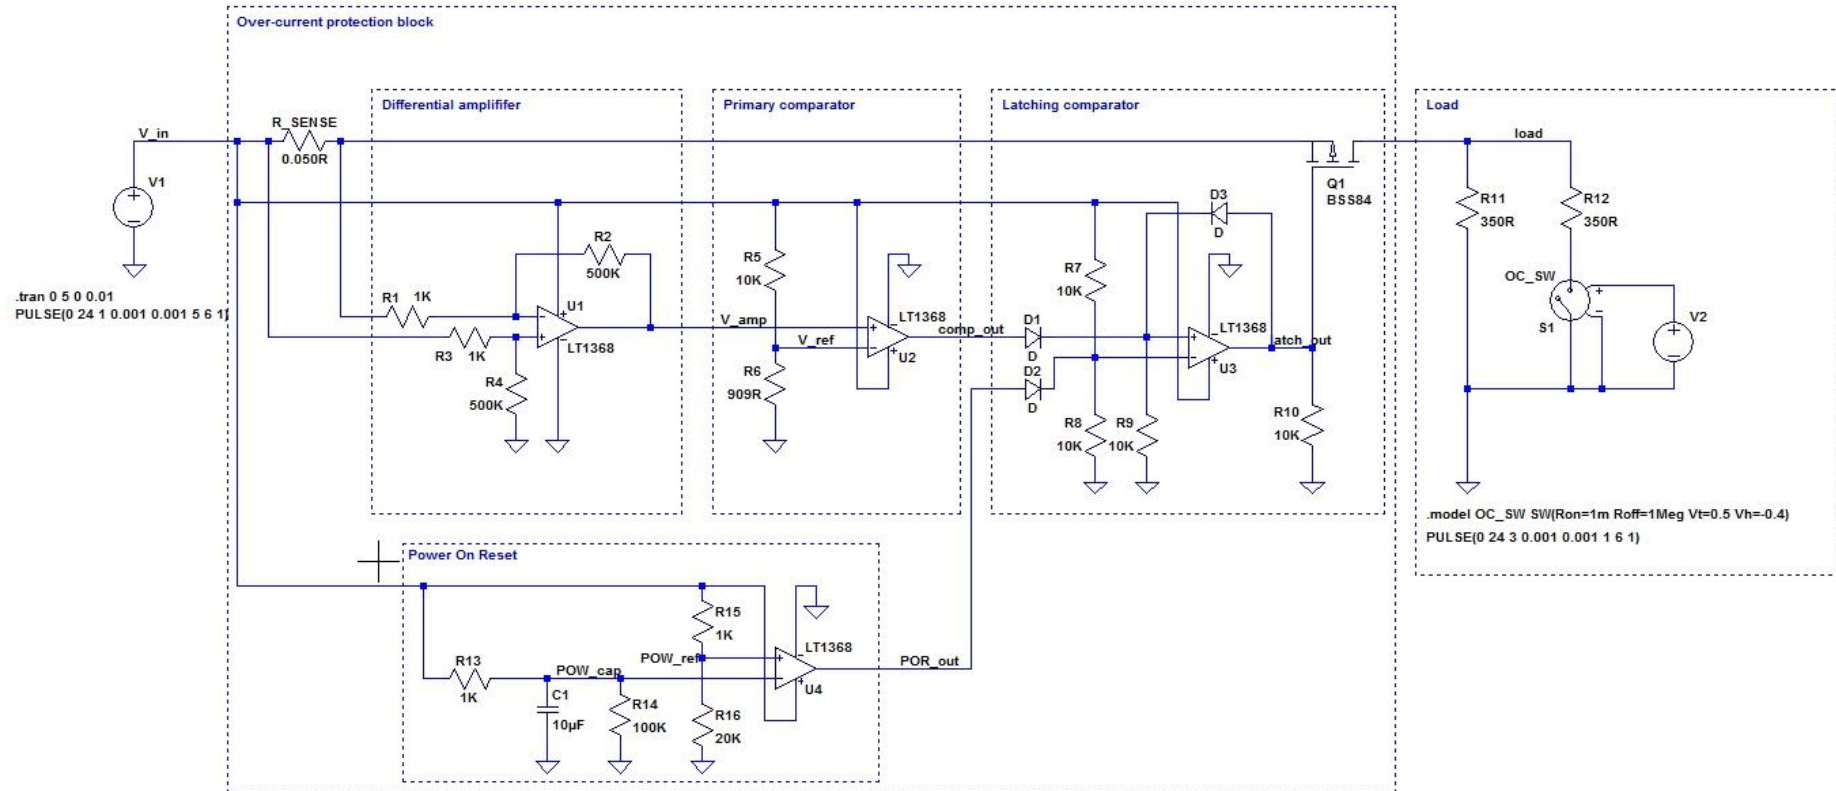 Over-current protection block
Differential amplififer
Primary comparator
Latching comparator
Load
V_in
R_SENSE
0.050R
load
V1
Q1
BSS84
D3
D
R11
350R
R12
350R
R2
500K
R5
10K
R7
10K
OC_SW
S1
V2
.tran 0 5 0 0.01
PULSE(0 24 1 0.001 0.001 5 6 1)
R1
1K
U1
LT1368
R3
1K
V_amp
V_ref
LT1368
U2
comp_out
D1
D
D2
D
LT1368
U3
atch_out
R4
500K
R6
909R
R8
10K
R9
10K
R10
10K
.model OC_SW SW(Ron=1m Roff=1Meg Vt=0.5 Vh=-0.4)
PULSE(0 24 3 0.001 0.001 1 6 1)
Power On Reset
R15
1K
R13
1K
POW_cap
POW_ref
LT1368
U4
POR_out
C1
10µF
R14
100K
R16
20K